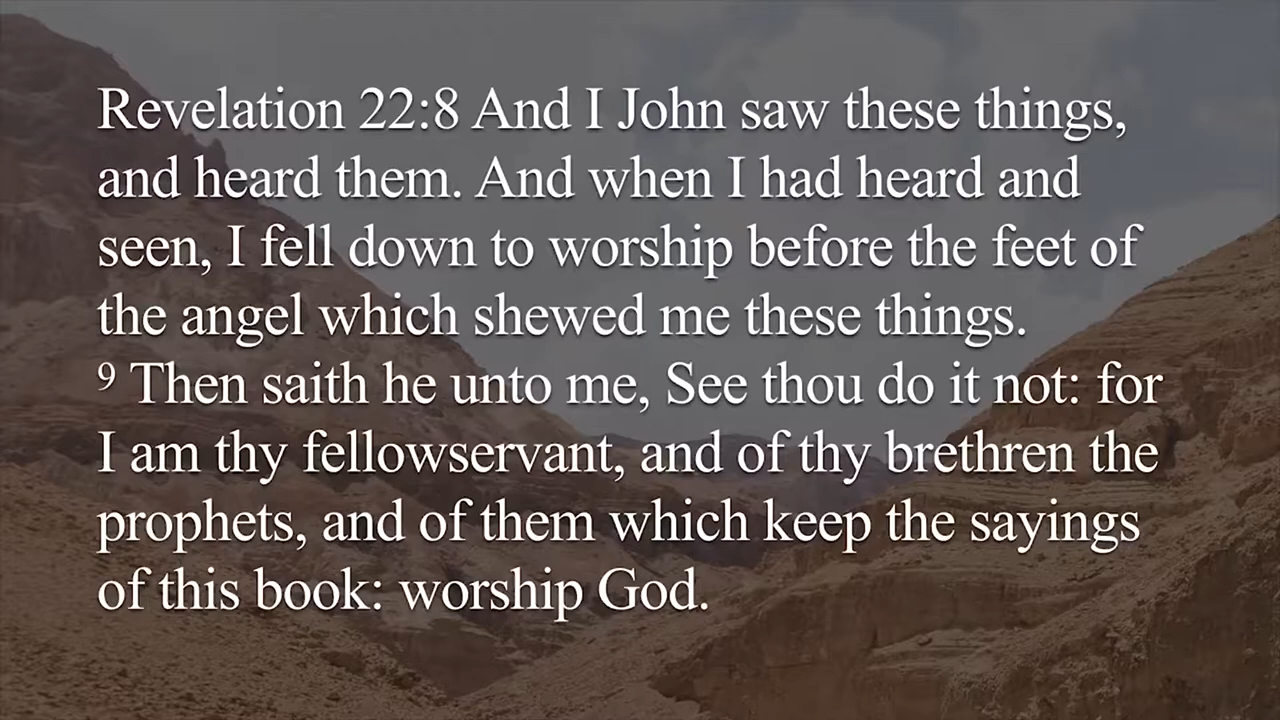 Revelation 22:8 And I John saw these things,
and heard them. And when I had heard and
seen, I fell down to worship before the feet of
the angel which shewed me these things.
9 Then saith he unto me, See thou do it not: for
I am thy fellowservant, and of thy brethren the
prophets, and of them which keep the sayings
of this book: worship God.